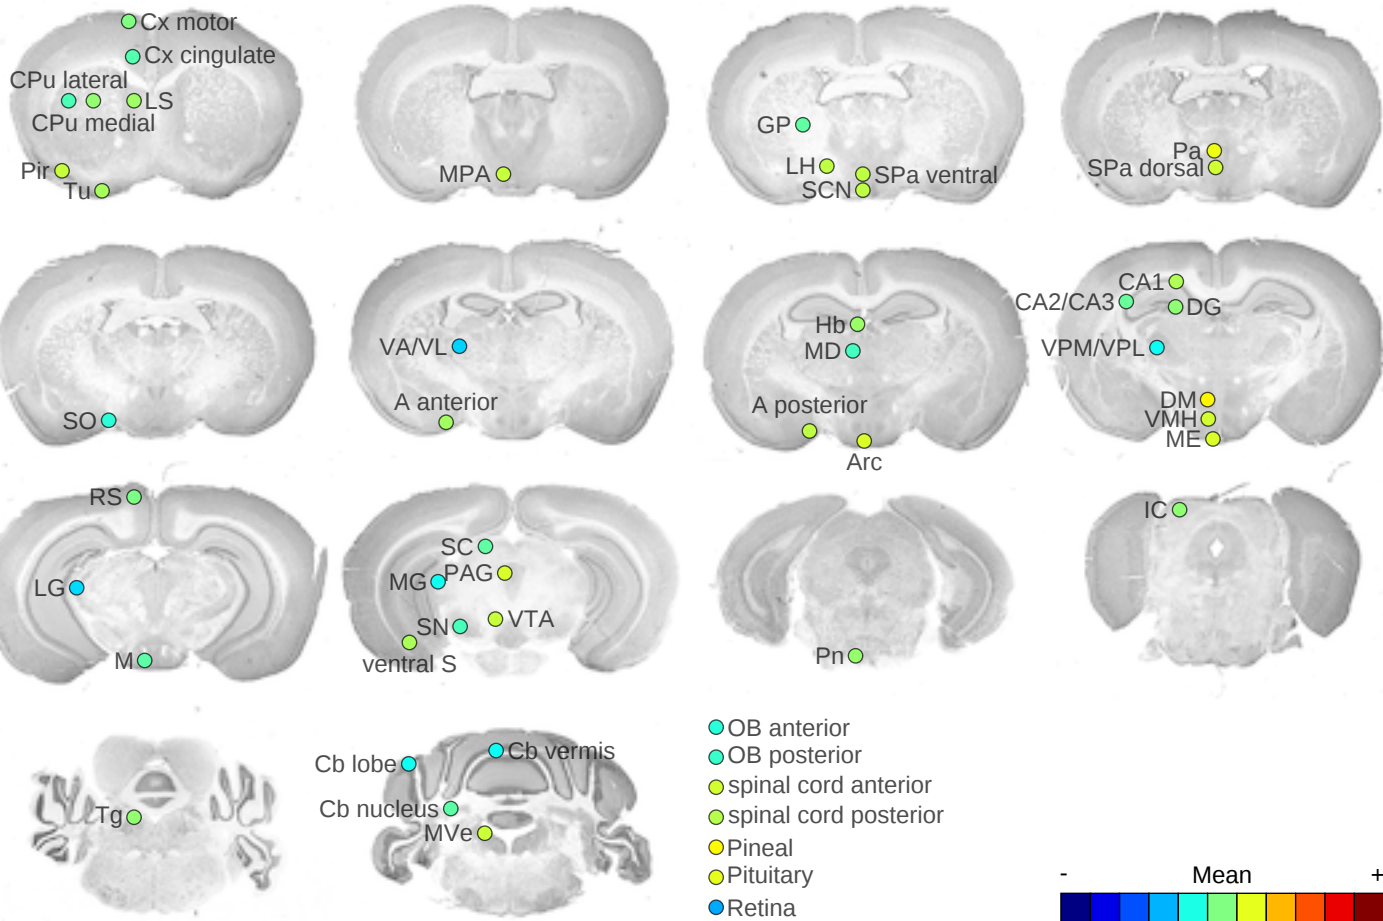 Cx motor
Cx cingulate
CPu lateral
LS
CPu medial
Pir
Tu
MPA
GP
LH
SPa ventral
SCN
Pa
SPa dorsal
SO
VA/VL
A anterior
Hb
MD
A posterior
Arc
CA1
CA2/CA3
DG
VPM/VPL
DM
VMH
ME
RS
LG
M
SC
PAG
MG
SN
VTA
ventral S
Pn
IC
Tg
Cb lobe
Cb vermis
Cb nucleus
MVe
OB anterior
OB posterior
spinal cord anterior
spinal cord posterior
Pineal
Pituitary
Retina
- Mean +